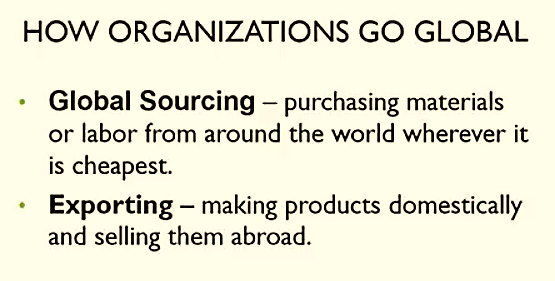 HOW ORGANIZATIONS GO GLOBAL
• Global Sourcing – purchasing materials
or labor from around the world wherever it
is cheapest.
• Exporting – making products domestically
and selling them abroad.